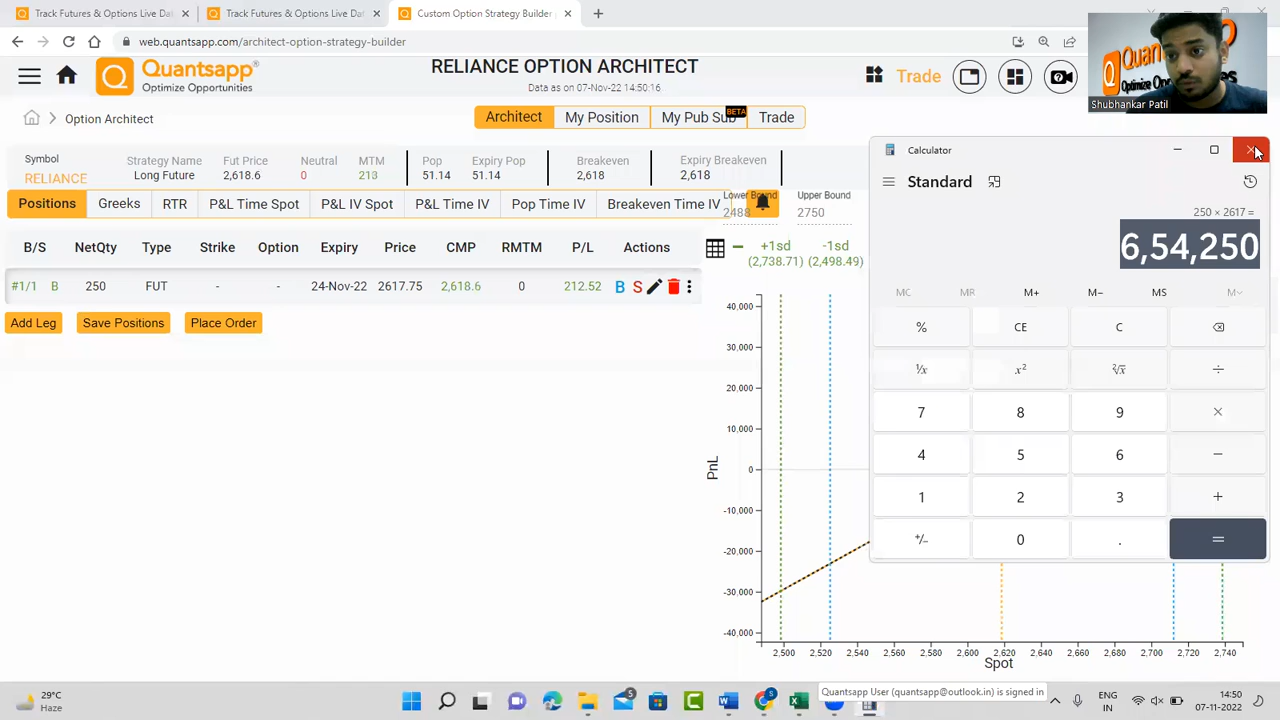 Track Futures & Options Live Da
Track Futures & Options Live Da
Custom Option Strategy Builder
web.quantsapp.com/architect-option-strategy-builder
Quantsapp
Optimize Opportunities
RELIANCE OPTION ARCHITECT
Data as on 07-Nov-22 14:50:16
Trade
Shubhankar Patil
Option Architect
Architect
My Position
My Pub Sub
BETA
Trade
Symbol
RELIANCE
Strategy Name
Long Future
Fut Price
2,618.6
Neutral
0
MTM
213
Pop
51.14
Expiry Pop
51.14
Breakeven
2,618
Expiry Breakeven
2,618
Positions
Greeks
RTR
P&L Time Spot
P&L IV Spot
P&L Time IV
Pop Time IV
Breakeven Time IV
Lower Bound
2488
Upper Bound
2750
B/S NetQty Type Strike Option Expiry Price CMP RMTM P/L Actions
#1/1 B 250 FUT - - 24-Nov-22 2617.75 2,618.6 0 212.52 B S
Add Leg
Save Positions
Place Order
+1sd
(2,738.71)
-1sd
(2,498.49)
40,000
30,000
20,000
10,000
0
-10,000
-20,000
-30,000
-40,000
PnL
2,500 2,520 2,540 2,560 2,580 2,600 2,620 2,640 2,660 2,680 2,700 2,720 2,740
Spot
Calculator
Standard
250 × 2617 =
6,54,250
MC MR M+ M− MS M
% CE C
¹/x x² ²√x ÷
7 8 9 ×
4 5 6 −
1 2 3 +
+/− 0 . =
Quantsapp User (quantsapp@outlook.in) is signed in
29°C
Haze
5
S
ENG
IN
14:50
07-11-2022